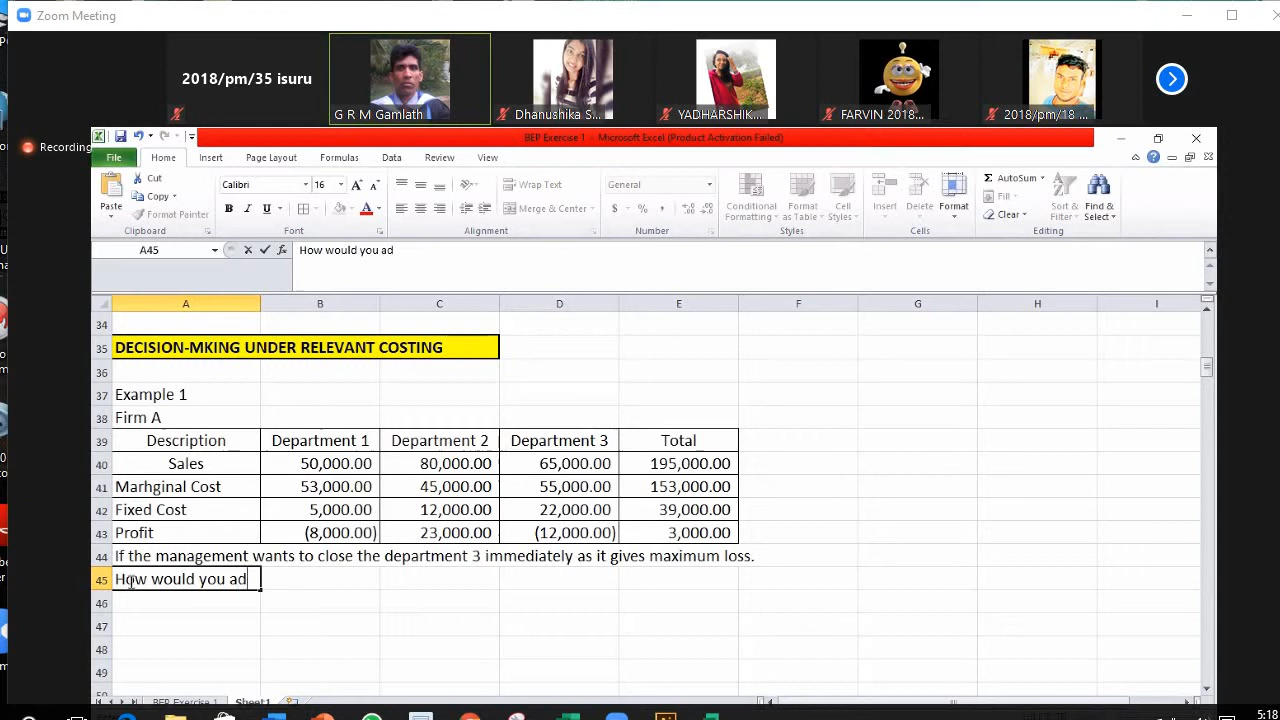 Zoom Meeting
2018/pm/35 isuru
G R M Gamlath
Dhanushika S...
YADHARSHIK...
FARVIN 2018...
2018/pm/18 ...
Recording
BEP Exercise 1 - Microsoft Excel (Product Activation Failed)
File Home Insert Page Layout Formulas Data Review View
Paste
Cut
Copy
Format Painter
Clipboard
Calibri 16
B I U
Font
Wrap Text
Merge & Center
Alignment
General
$ % ,
Number
Conditional Formatting
Format as Table
Cell Styles
Styles
Insert Delete Format
Cells
AutoSum
Fill
Clear
Sort & Filter
Find & Select
Editing
A45 fx How would you ad
A B C D E F G H I
34
35 DECISION-MKING UNDER RELEVANT COSTING
36
37 Example 1
38 Firm A
39 Description Department 1 Department 2 Department 3 Total
40 Sales 50,000.00 80,000.00 65,000.00 195,000.00
41 Marhginal Cost 53,000.00 45,000.00 55,000.00 153,000.00
42 Fixed Cost 5,000.00 12,000.00 22,000.00 39,000.00
43 Profit (8,000.00) 23,000.00 (12,000.00) 3,000.00
44 If the management wants to close the department 3 immediately as it gives maximum loss.
45 How would you ad
46
47
48
49
50
BEP Exercise 1 Sheet1
5:18